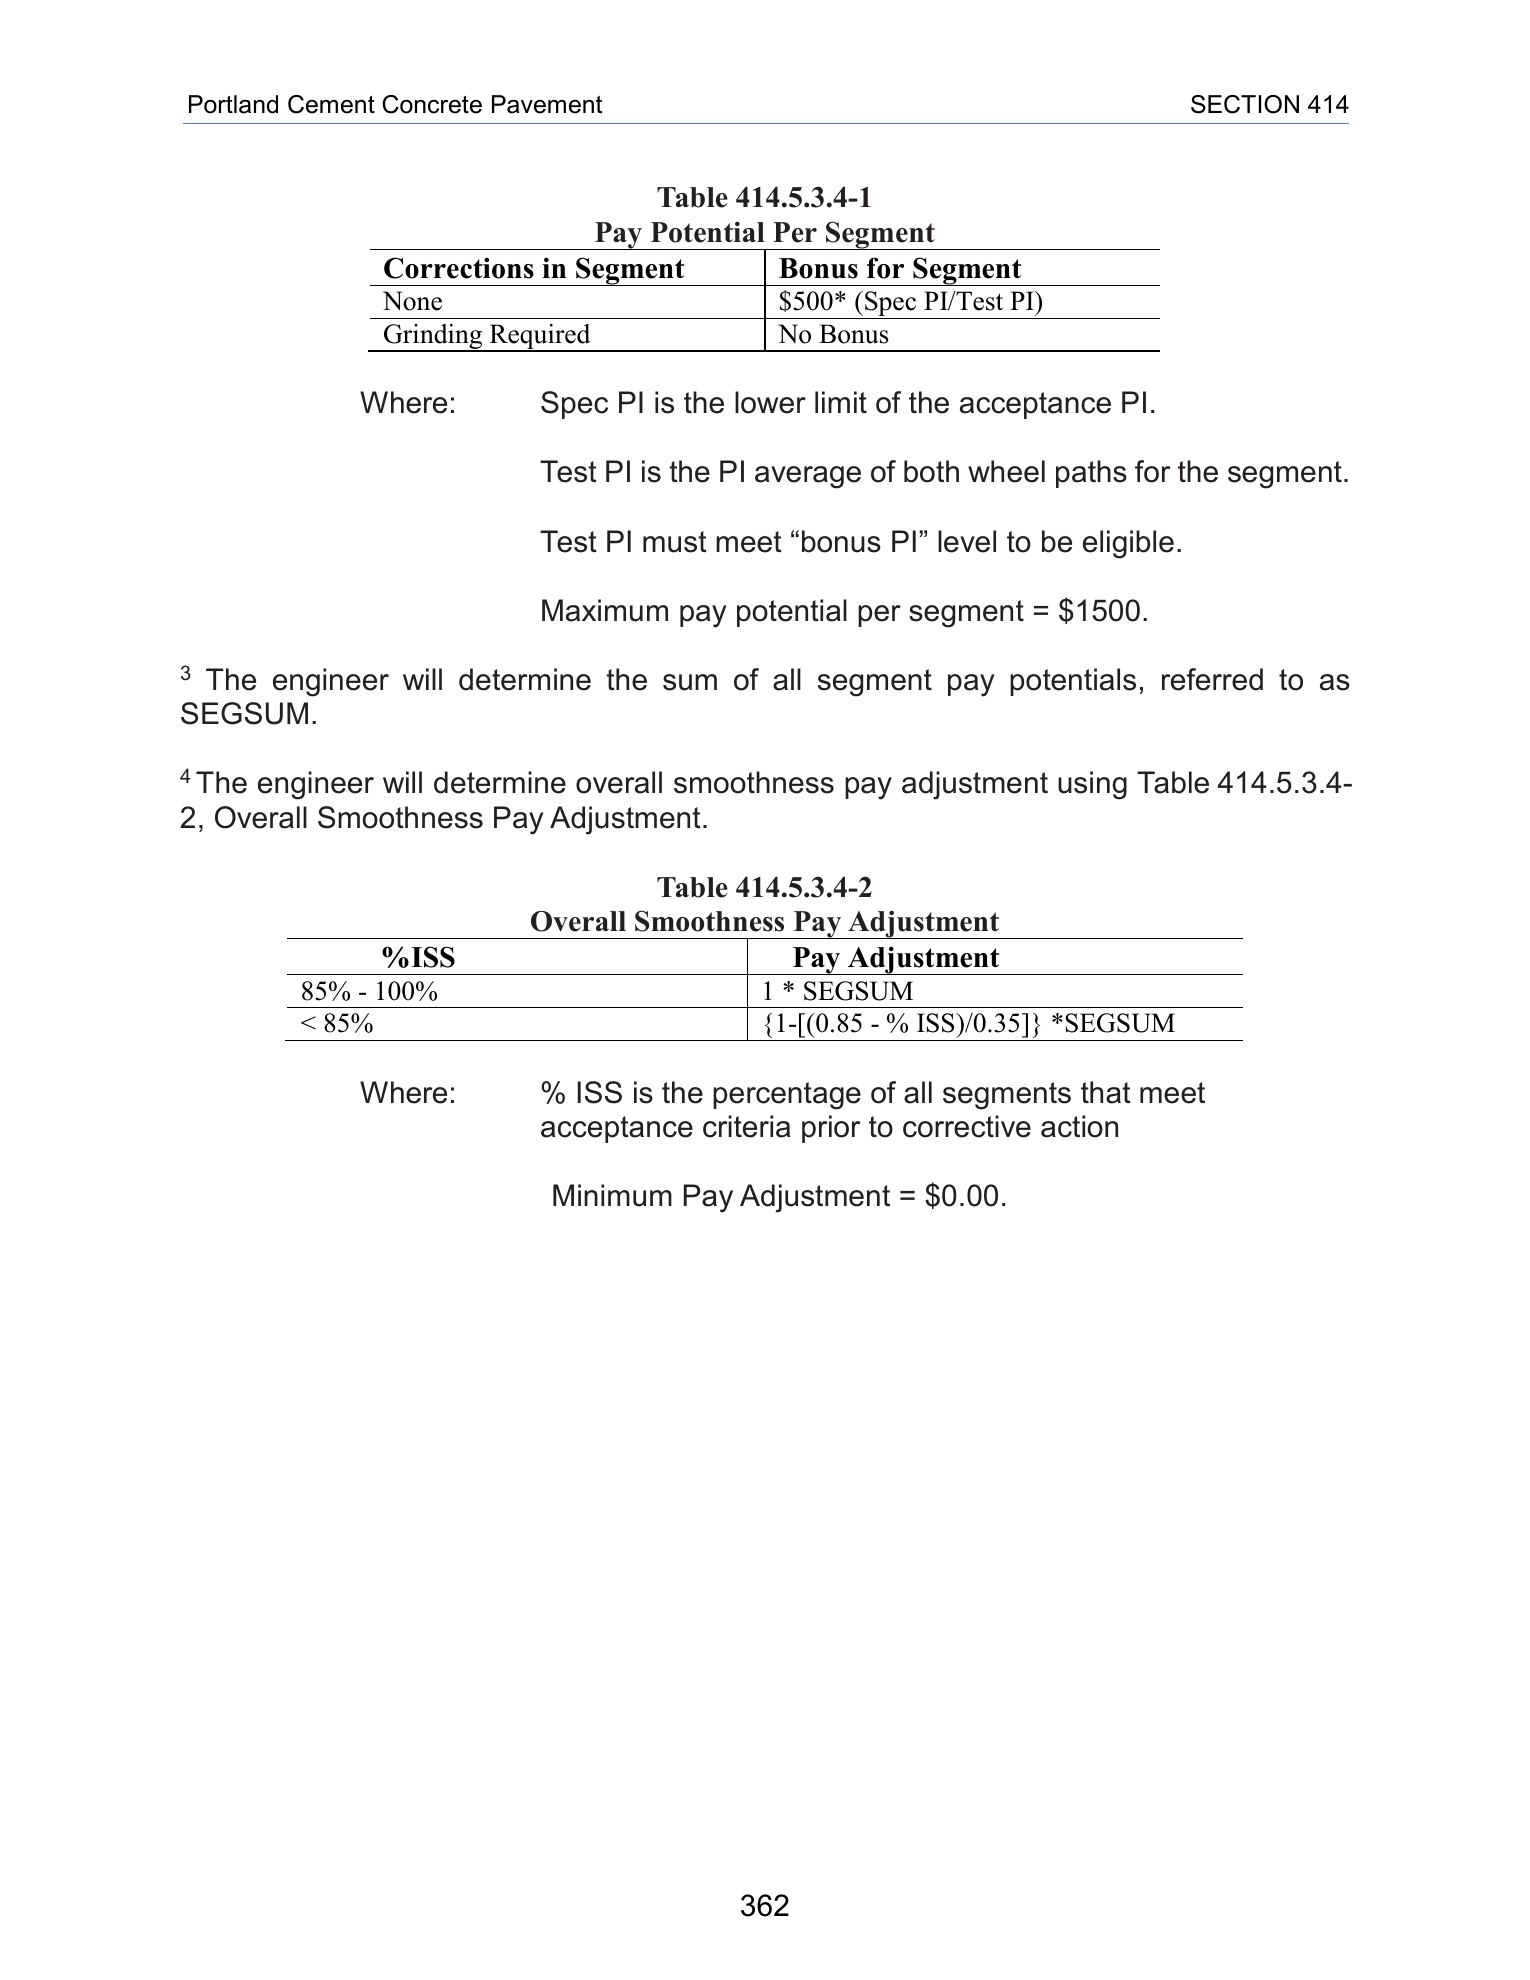 Portland Cement Concrete Pavement SECTION 414
Table 414.5.3.4-1
Pay Potential Per Segment
Corrections in Segment Bonus for Segment
None $500* (Spec PI/Test PI)
Grinding Required No Bonus
Where: Spec PI is the lower limit of the acceptance PI.
Test PI is the PI average of both wheel paths for the segment.
Test PI must meet “bonus PI” level to be eligible.
Maximum pay potential per segment = $1500.
3 The engineer will determine the sum of all segment pay potentials, referred to as
SEGSUM.
4 The engineer will determine overall smoothness pay adjustment using Table 414.5.3.4-
2, Overall Smoothness Pay Adjustment.
Table 414.5.3.4-2
Overall Smoothness Pay Adjustment
%ISS Pay Adjustment
85% - 100% 1 * SEGSUM
< 85% {1-[(0.85 - % ISS)/0.35]} *SEGSUM
Where: % ISS is the percentage of all segments that meet
acceptance criteria prior to corrective action
Minimum Pay Adjustment = $0.00.
362